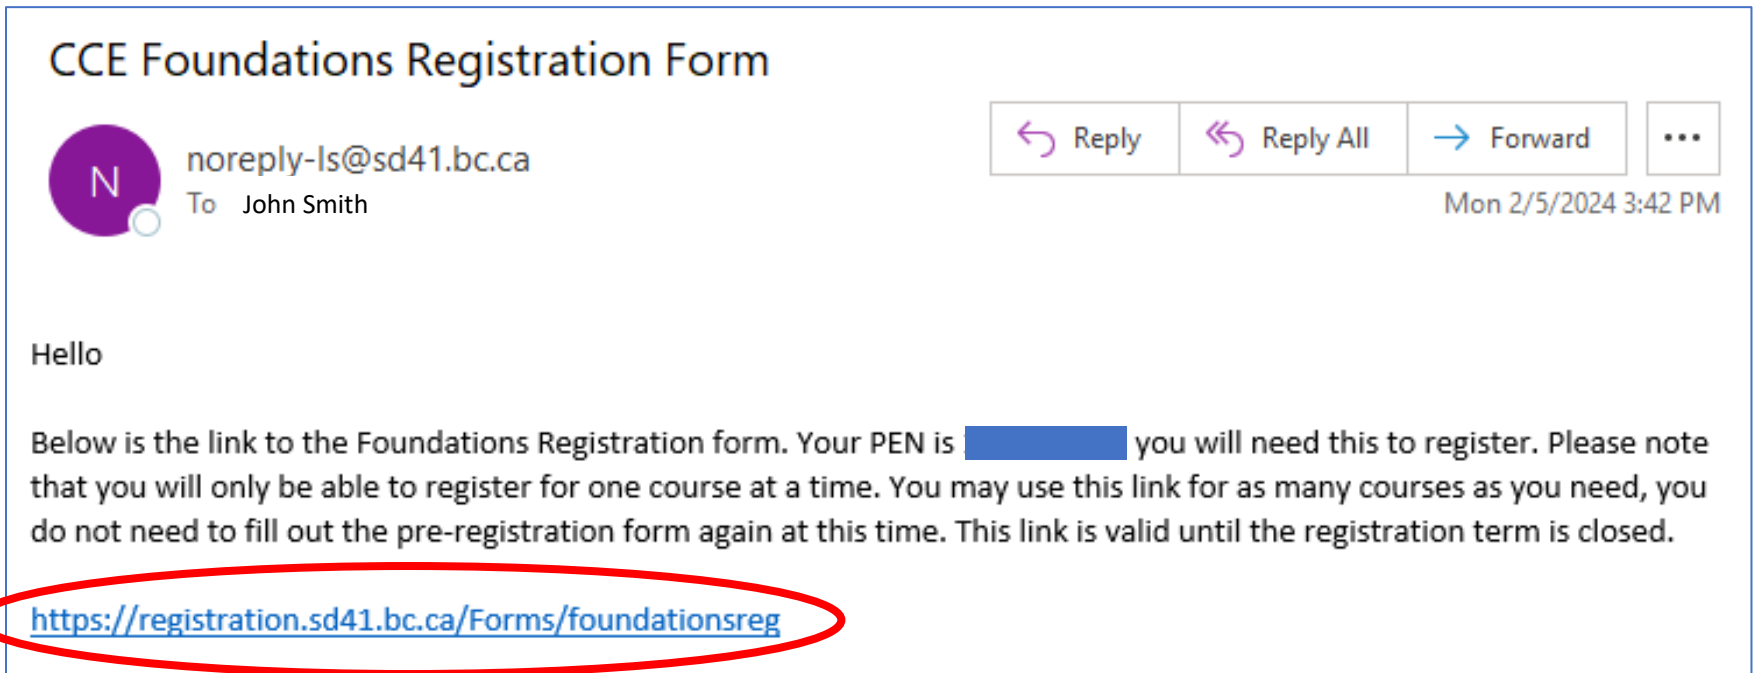 CCE Foundations Registration Form
Reply
Reply All
Forward
N
noreply-ls@sd41.bc.ca
To John Smith
Mon 2/5/2024 3:42 PM
Hello
Below is the link to the Foundations Registration form. Your PEN is you will need this to register. Please note
that you will only be able to register for one course at a time. You may use this link for as many courses as you need, you
do not need to fill out the pre-registration form again at this time. This link is valid until the registration term is closed.
https://registration.sd41.bc.ca/Forms/foundationsreg